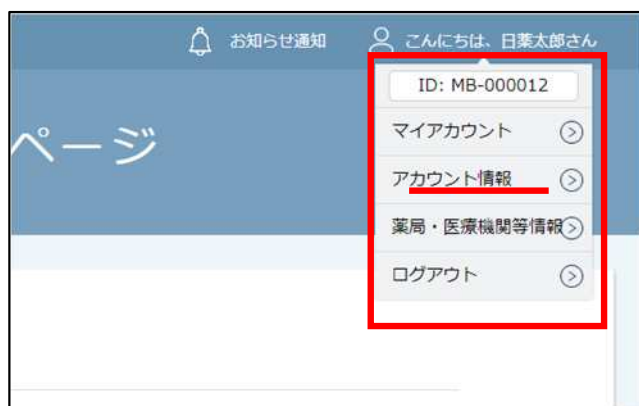 お知らせ通知 こんにちは、日薬太郎さん
ID: MB-000012
ページ
マイアカウント
アカウント情報
薬局・医療機関等情報
ログアウト